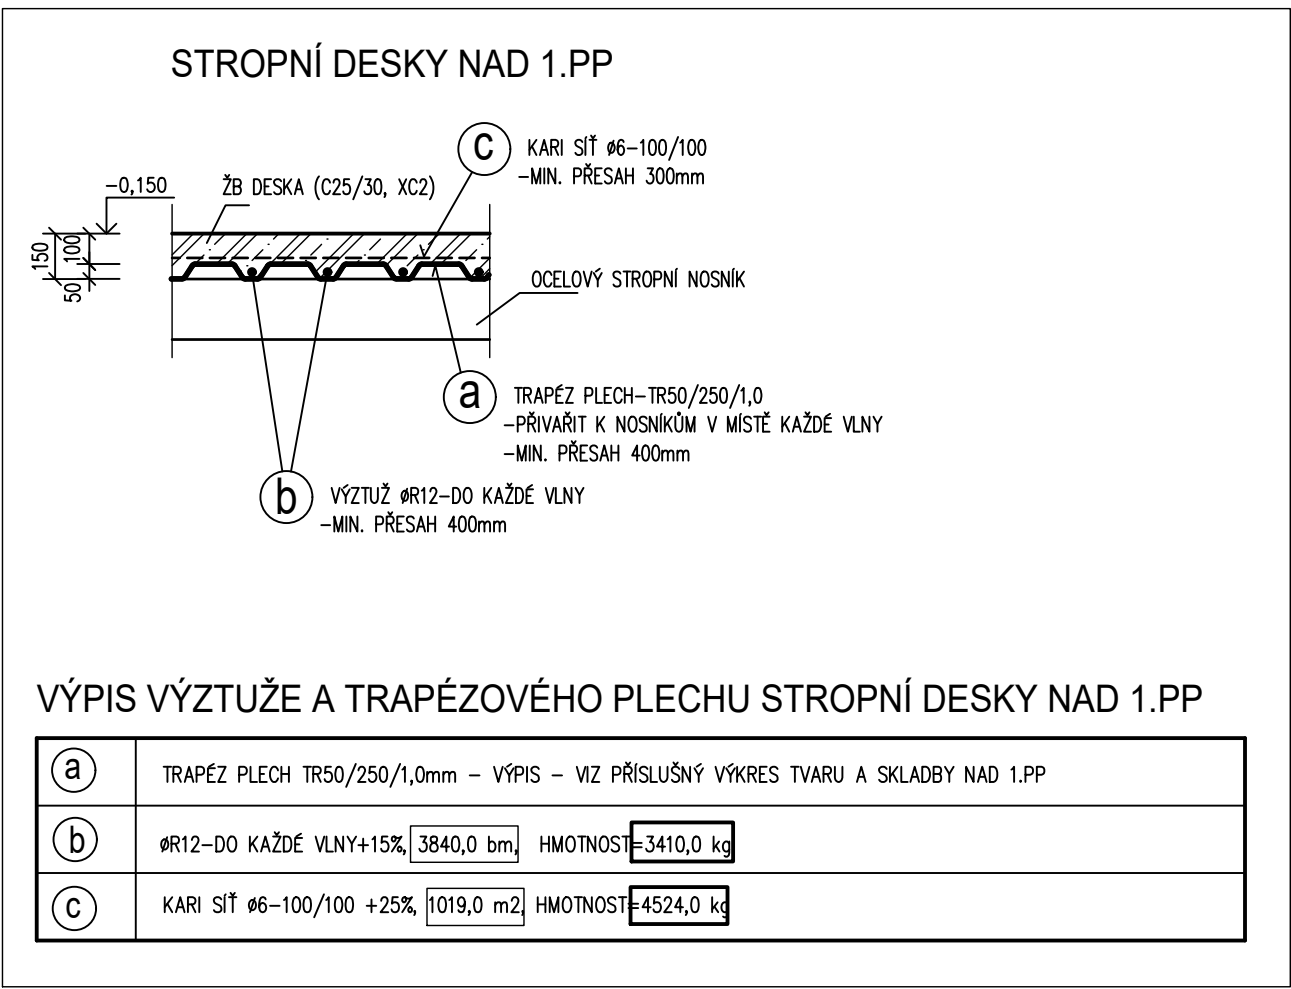 STROPNÍ DESKY NAD 1.PP
c
KARI SÍŤ ø6-100/100
-MIN. PŘESAH 300mm
-0,150
ŽB DESKA (C25/30, XC2)
150
100
50
OCELOVÝ STROPNÍ NOSNÍK
a
TRAPÉZ PLECH-TR50/250/1,0
-PŘIVAŘIT K NOSNÍKŮM V MÍSTĚ KAŽDÉ VLNY
-MIN. PŘESAH 400mm
b
VÝZTUŽ øR12-DO KAŽDÉ VLNY
-MIN. PŘESAH 400mm
VÝPIS VÝZTUŽE A TRAPÉZOVÉHO PLECHU STROPNÍ DESKY NAD 1.PP
a TRAPÉZ PLECH TR50/250/1,0mm - VÝPIS - VIZ PŘÍSLUŠNÝ VÝKRES TVARU A SKLADBY NAD 1.PP
b øR12-DO KAŽDÉ VLNY+15%, 3840,0 bm, HMOTNOST=3410,0 kg
c KARI SÍŤ ø6-100/100 +25%, 1019,0 m2, HMOTNOST=4524,0 kg